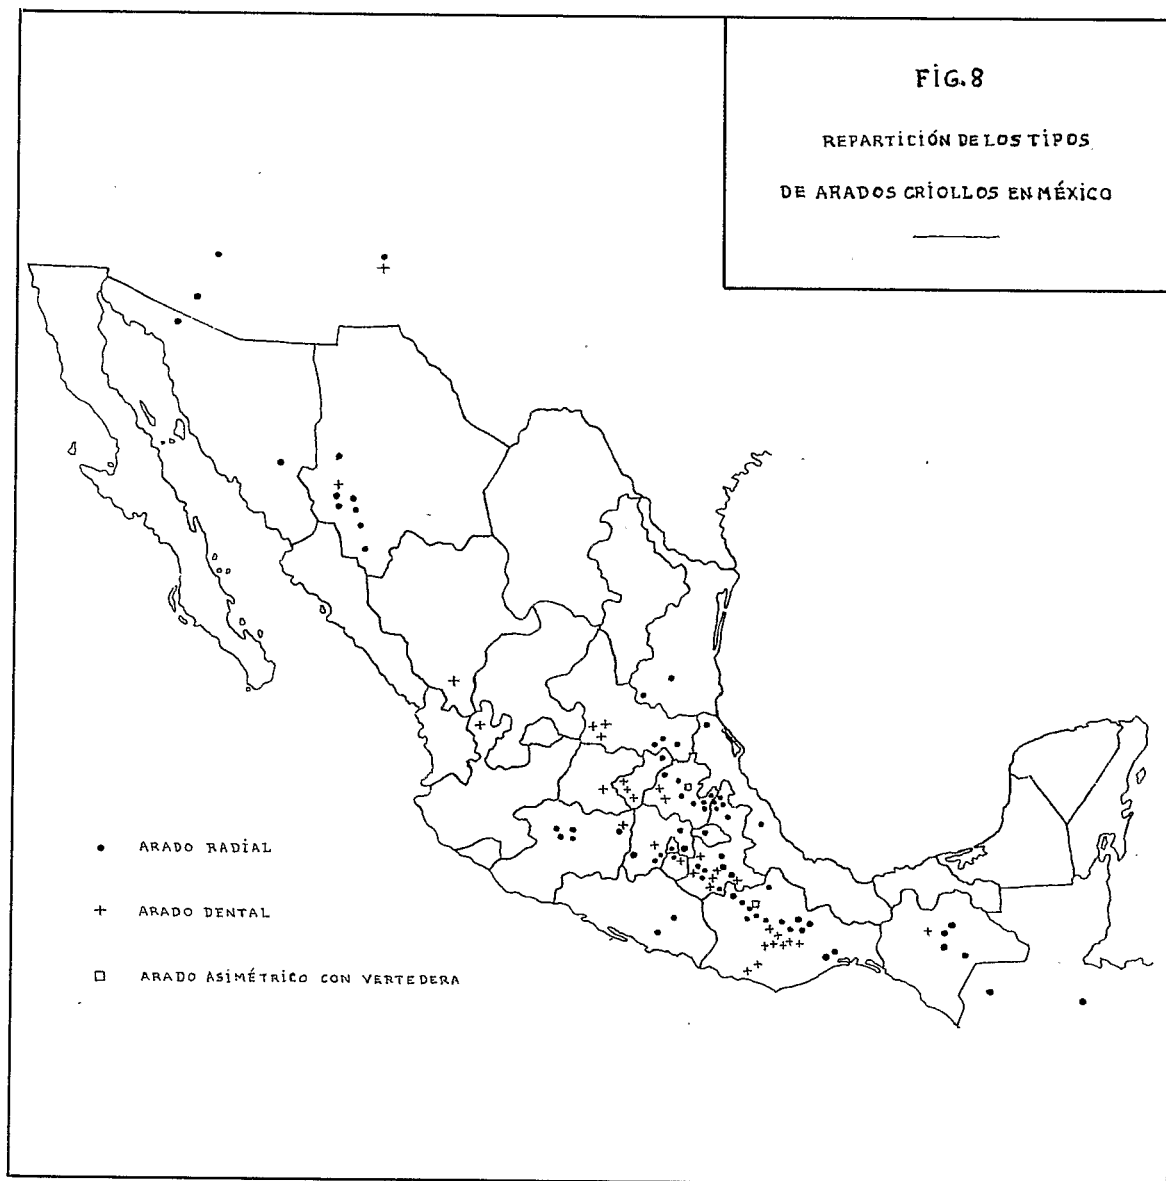 FiG.8
REPARTiCiÓN DE LOS TiPOS
DE ARADOS CRiOLLOS EN MÉXiCO
ARADO RADIAL
ARADO DENTAL
ARADO ASiMÉTRiCO CON VERTEDERA